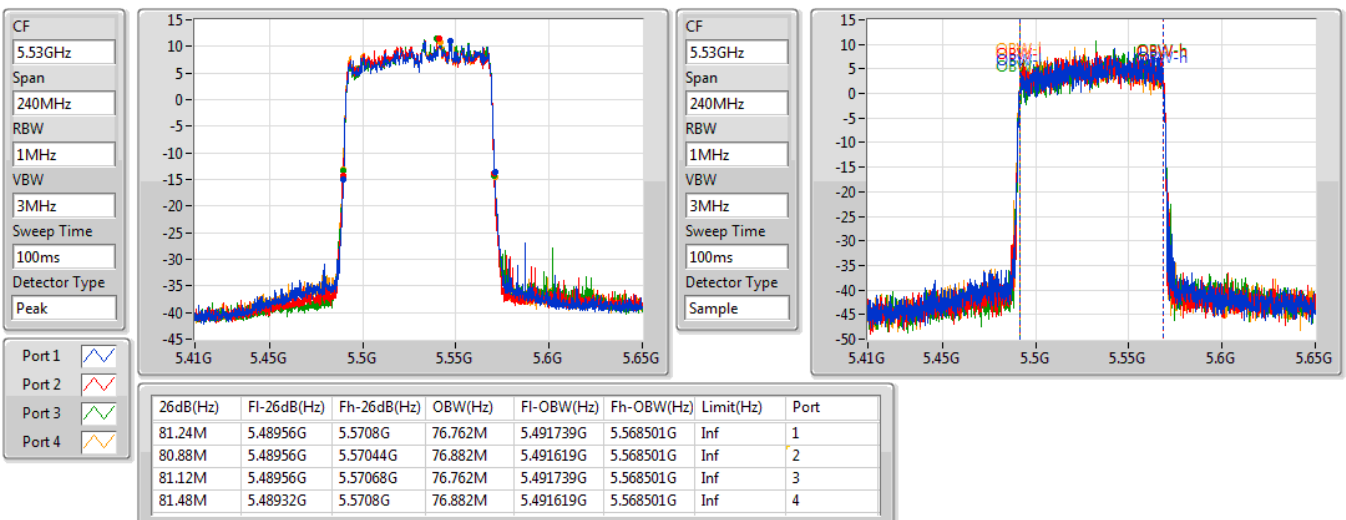 CF
5.53GHz
Span
240MHz
RBW
1MHz
VBW
3MHz
Sweep Time
100ms
Detector Type
Peak
15
10
5
0
-5
-10
-15
-20
-25
-30
-35
-40
-45
5.41G 5.45G 5.5G 5.55G 5.6G 5.65G
CF
5.53GHz
Span
240MHz
RBW
1MHz
VBW
3MHz
Sweep Time
100ms
Detector Type
Sample
15
10
5
0
-5
-10
-15
-20
-25
-30
-35
-40
-45
-50
OBW-h
5.41G 5.45G 5.5G 5.55G 5.6G 5.65G
Port 1
Port 2
Port 3
Port 4
26dB(Hz) Fl-26dB(Hz) Fh-26dB(Hz) OBW(Hz) Fl-OBW(Hz) Fh-OBW(Hz) Limit(Hz) Port
81.24M 5.48956G 5.5708G 76.762M 5.491739G 5.568501G Inf 1
80.88M 5.48956G 5.57044G 76.882M 5.491619G 5.568501G Inf 2
81.12M 5.48956G 5.57068G 76.762M 5.491739G 5.568501G Inf 3
81.48M 5.48932G 5.5708G 76.882M 5.491619G 5.568501G Inf 4